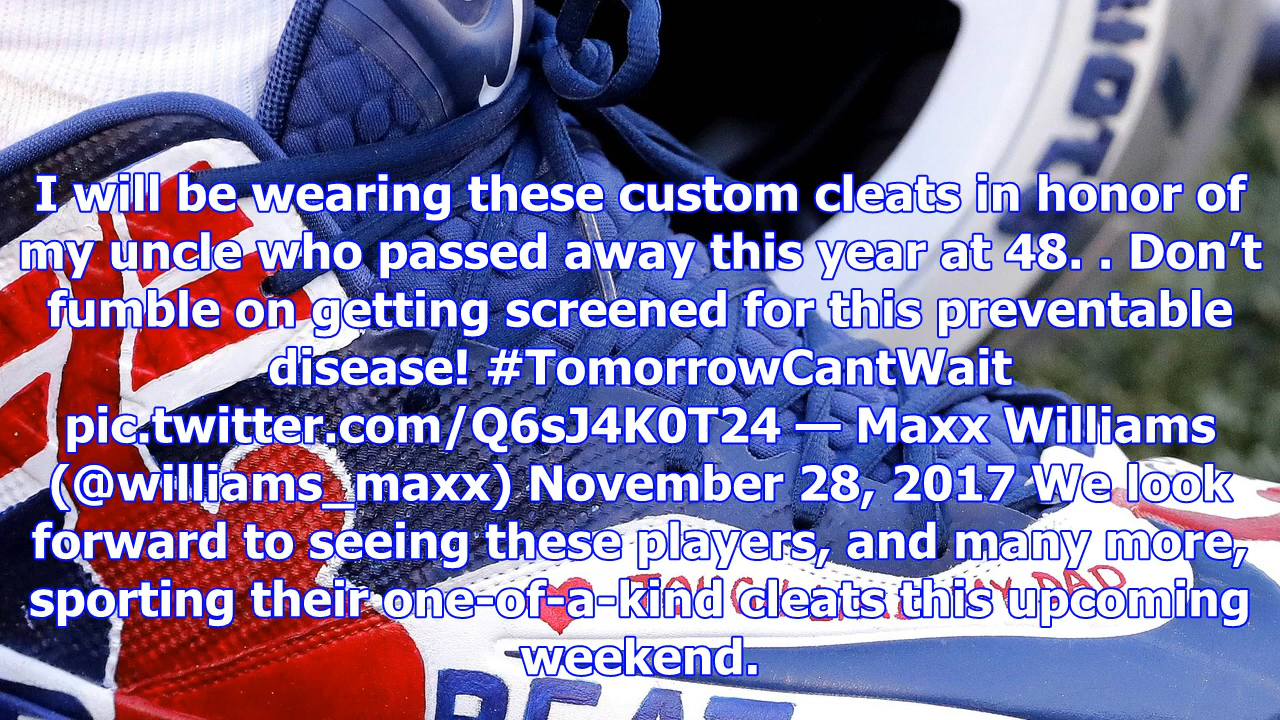 I will be wearing these custom cleats in honor of
my uncle who passed away this year at 48. . Don’t
fumble on getting screened for this preventable
disease! #TomorrowCantWait
pic.twitter.com/Q6sJ4K0T24 — Maxx Williams
(@williams_maxx) November 28, 2017 We look
forward to seeing these players, and many more,
sporting their one-of-a-kind cleats this upcoming
weekend.
MY DAD
BEAT